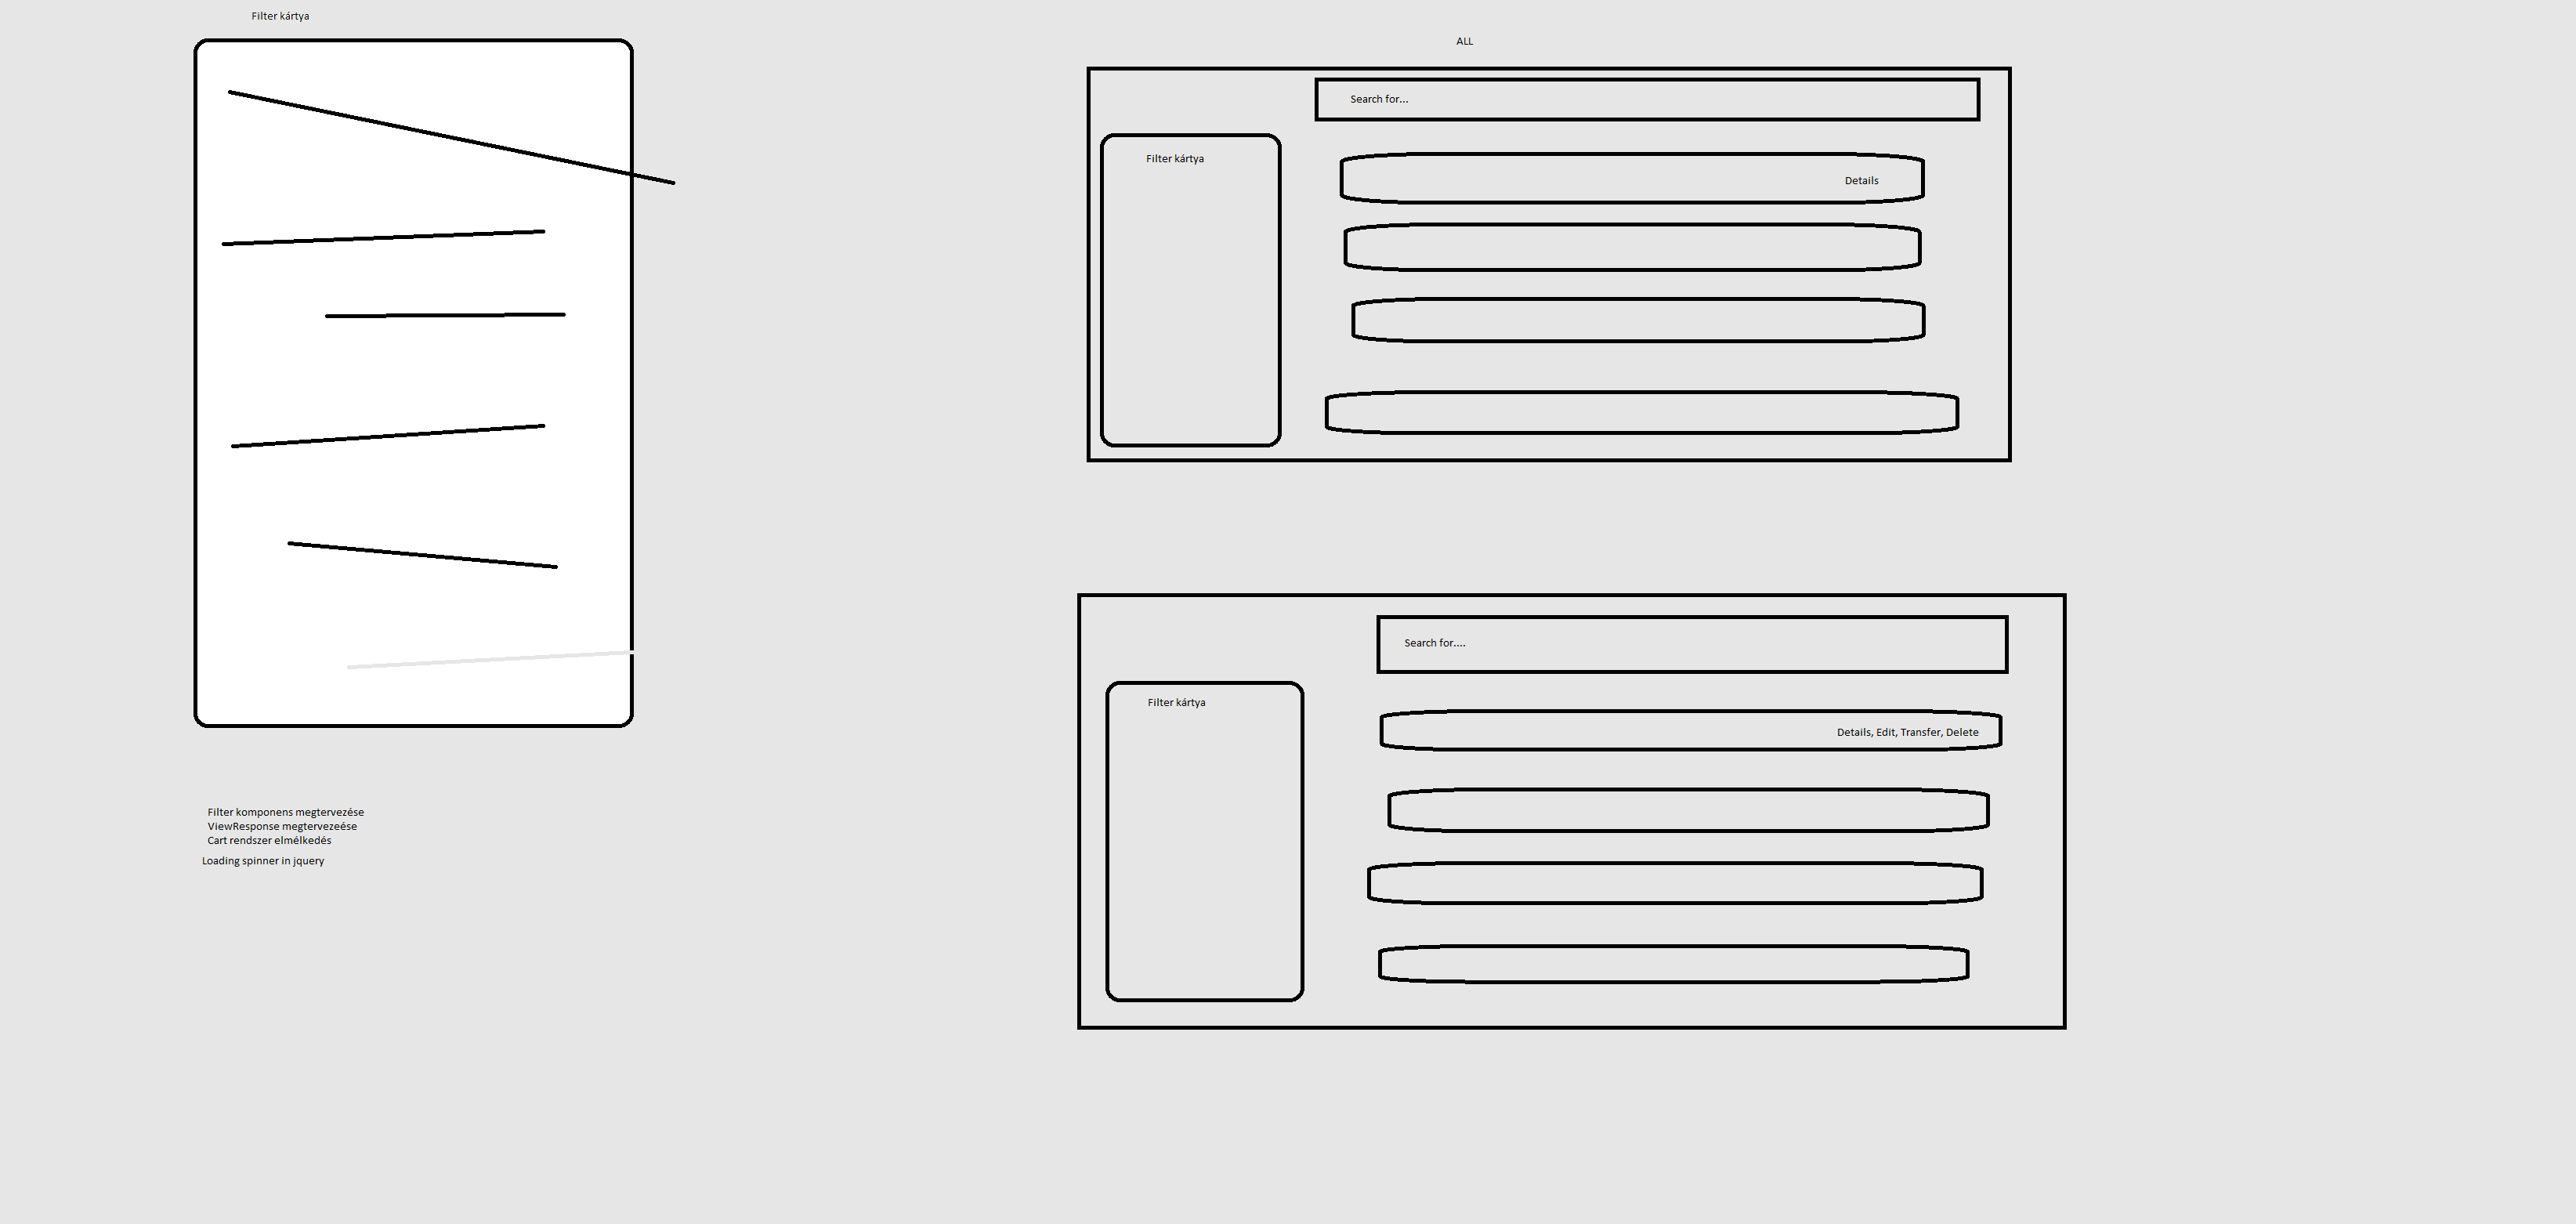 Filter kártya
ALL
Search for...
Filter kártya
Details
Search for....
Filter kártya
Details, Edit, Transfer, Delete
Filter komponens megtervezése
ViewResponse megtervezeése
Cart rendszer elmélkedés
Loading spinner in jquery